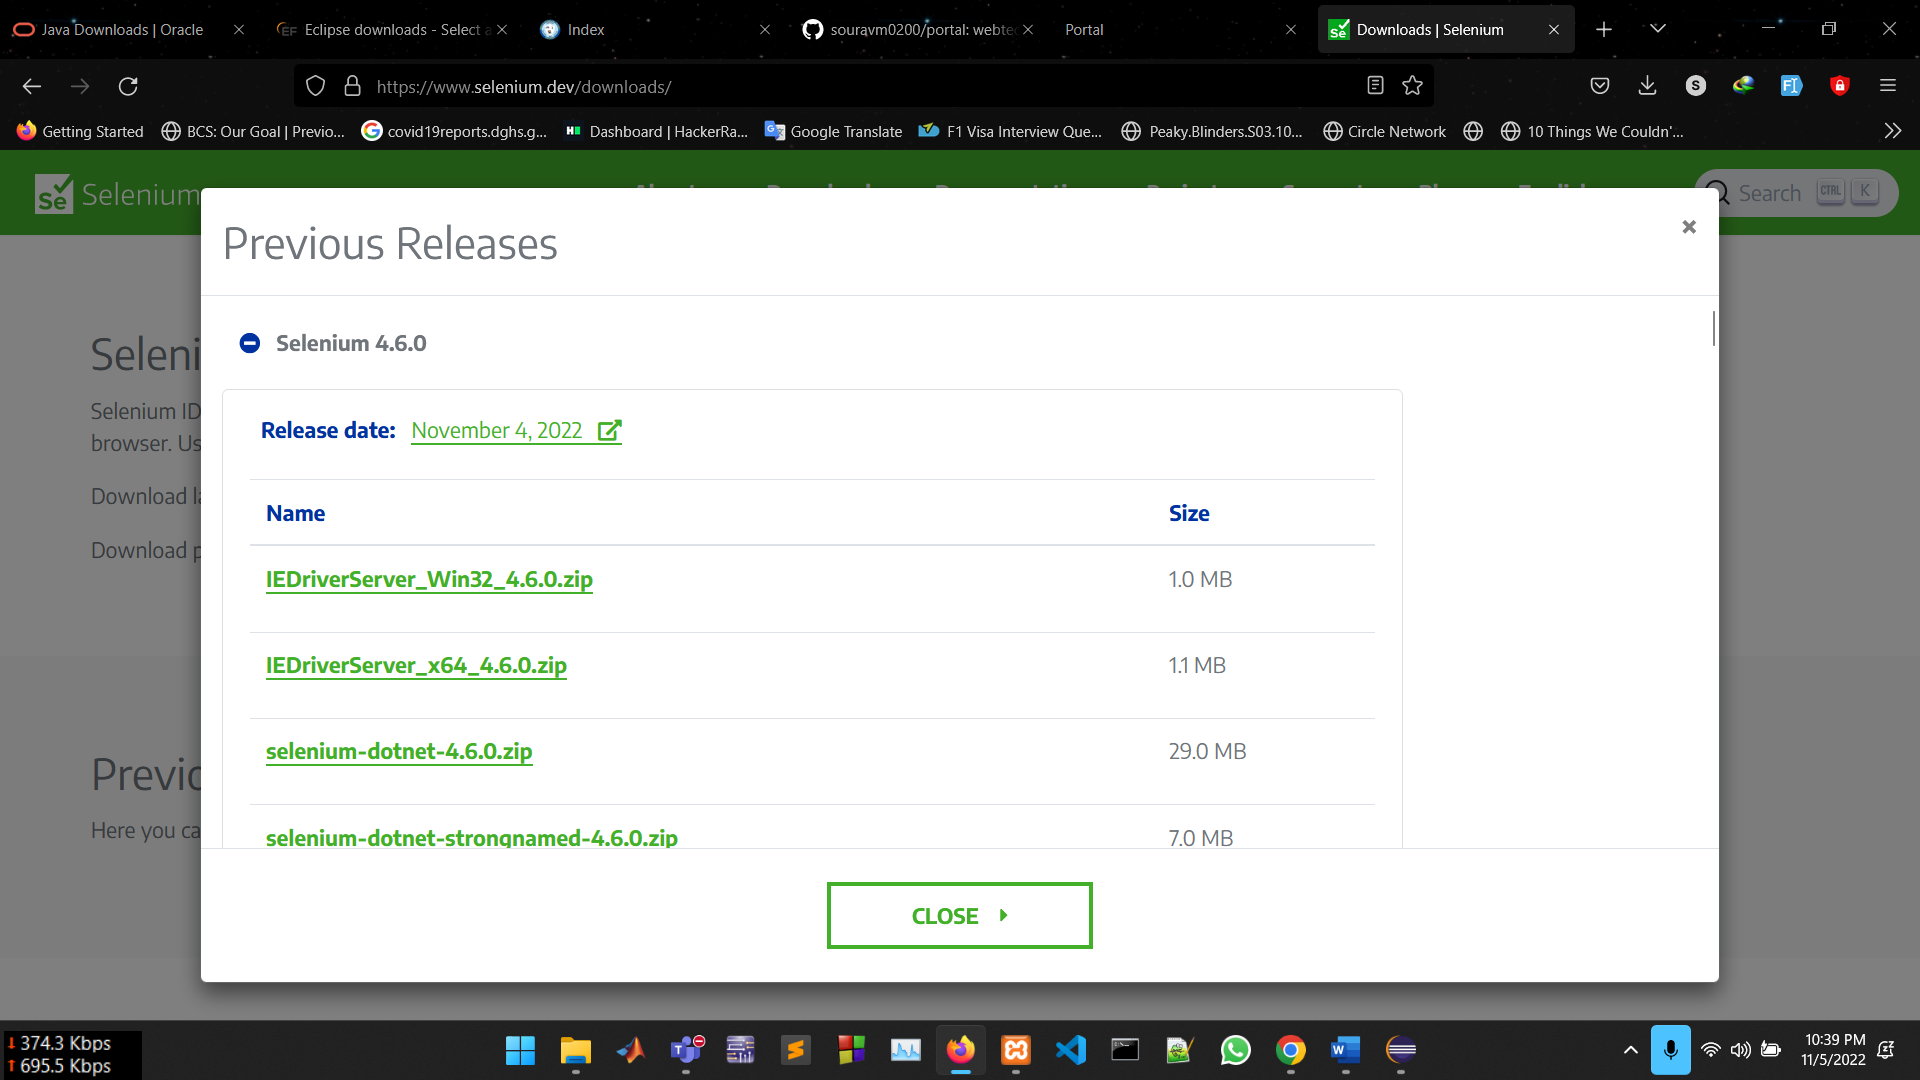 Java Downloads | Oracle
Eclipse downloads - Select a
Index
souravm0200/portal: webtec
Portal
Downloads | Selenium
https://www.selenium.dev/downloads/
Getting Started
BCS: Our Goal | Previo...
covid19reports.dghs.g...
Dashboard | HackerRa...
Google Translate
F1 Visa Interview Que...
Peaky.Blinders.S03.10...
Circle Network
10 Things We Couldn'...
Selenium
Search CTRL K
Previous Releases
Selenium 4.6.0
Release date: November 4, 2022
Name Size
IEDriverServer_Win32_4.6.0.zip 1.0 MB
IEDriverServer_x64_4.6.0.zip 1.1 MB
selenium-dotnet-4.6.0.zip 29.0 MB
selenium-dotnet-strongnamed-4.6.0.zip 7.0 MB
CLOSE
Seleni
Selenium ID
browser. Us
Download la
Download p
Previo
Here you ca
374.3 Kbps
695.5 Kbps
10:39 PM
11/5/2022